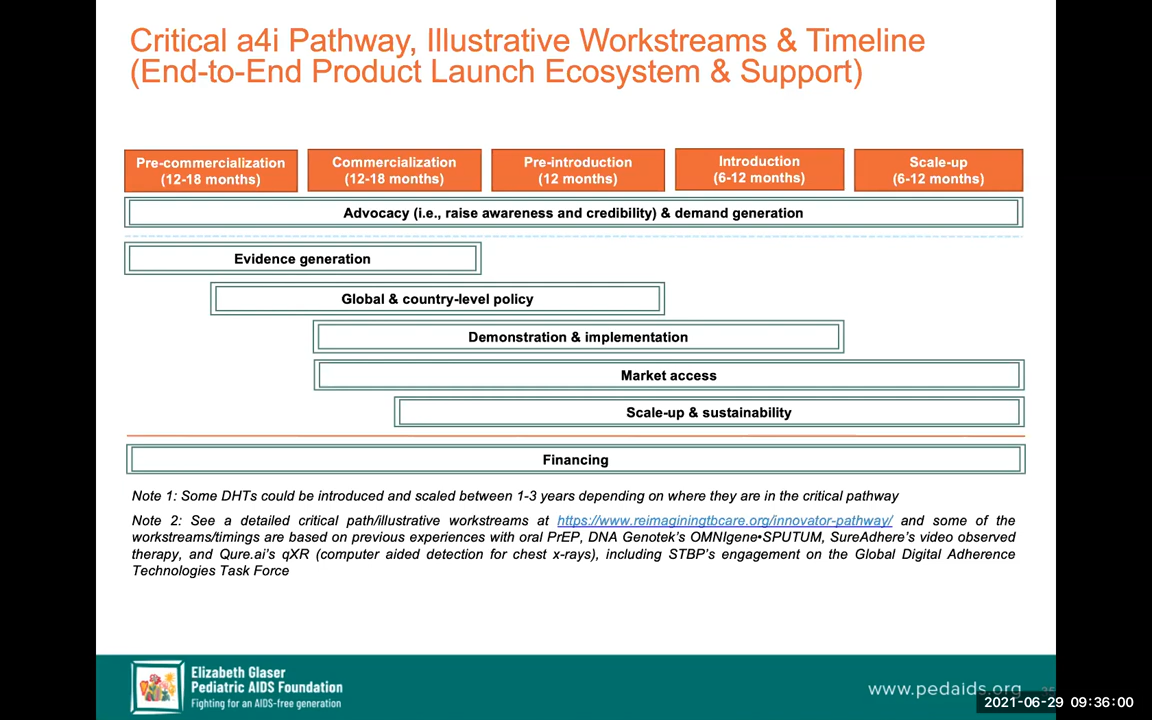 Critical a4i Pathway, Illustrative Workstreams & Timeline
(End-to-End Product Launch Ecosystem & Support)
Pre-commercialization
(12-18 months)
Commercialization
(12-18 months)
Pre-introduction
(12 months)
Introduction
(6-12 months)
Scale-up
(6-12 months)
Advocacy (i.e., raise awareness and credibility) & demand generation
Evidence generation
Global & country-level policy
Demonstration & implementation
Market access
Scale-up & sustainability
Financing
Note 1: Some DHTs could be introduced and scaled between 1-3 years depending on where they are in the critical pathway
Note 2: See a detailed critical path/illustrative workstreams at https://www.reimaginingtbcare.org/innovator-pathway/ and some of the
workstreams/timings are based on previous experiences with oral PrEP, DNA Genotek's OMNIgene•SPUTUM, SureAdhere's video observed
therapy, and Qure.ai's qXR (computer aided detection for chest x-rays), including STBP's engagement on the Global Digital Adherence
Technologies Task Force
Elizabeth Glaser
Pediatric AIDS Foundation
Fighting for an AIDS-free generation
www.pedaids.org
2021-06-29 09:36:00